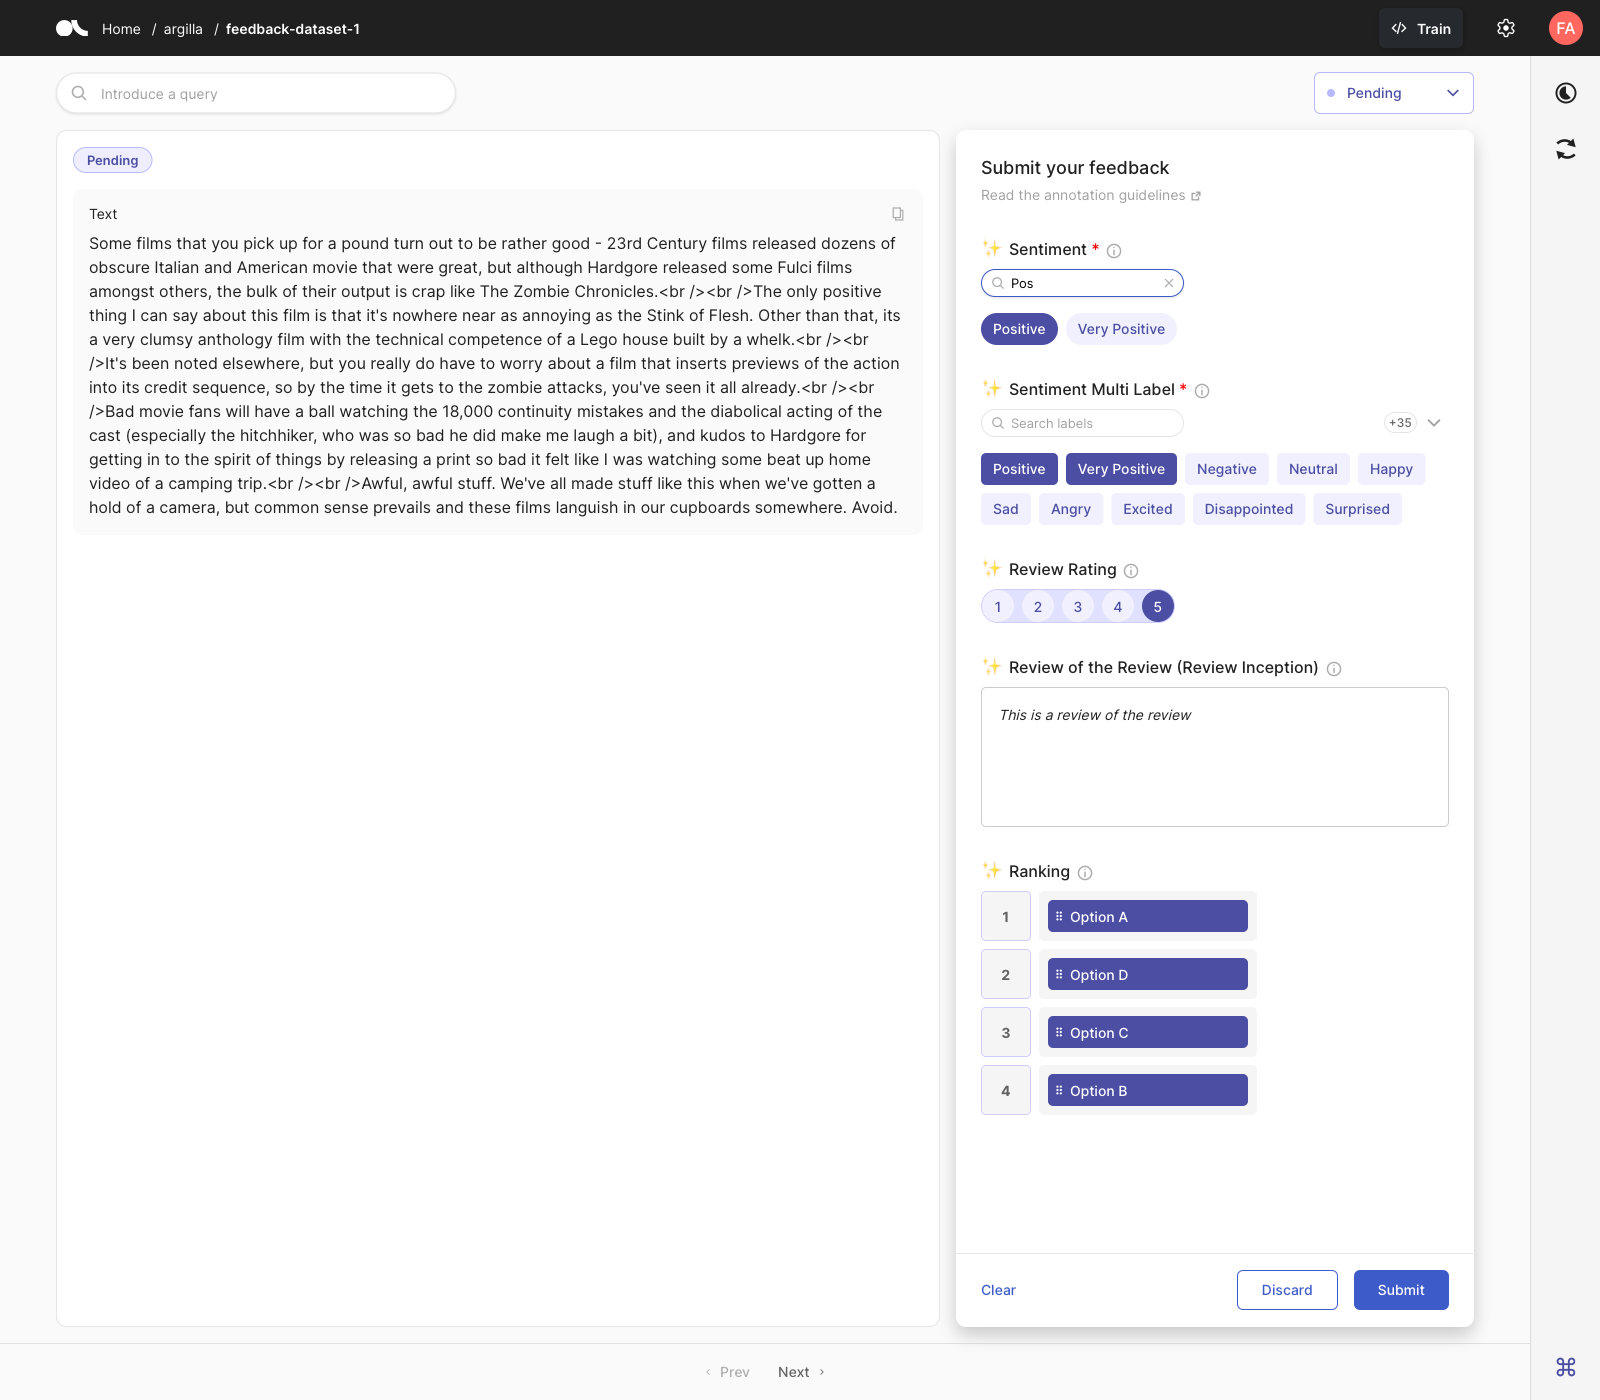 Home / argilla / feedback-dataset-1
Train
FA
Introduce a query
Pending
Pending
Text
Some films that you pick up for a pound turn out to be rather good - 23rd Century films released dozens of
obscure Italian and American movie that were great, but although Hardgore released some Fulci films
amongst others, the bulk of their output is crap like The Zombie Chronicles.<br /><br />The only positive
thing I can say about this film is that it's nowhere near as annoying as the Stink of Flesh. Other than that, its
a very clumsy anthology film with the technical competence of a Lego house built by a whelk.<br /><br
/>It's been noted elsewhere, but you really do have to worry about a film that inserts previews of the action
into its credit sequence, so by the time it gets to the zombie attacks, you've seen it all already.<br /><br
/>Bad movie fans will have a ball watching the 18,000 continuity mistakes and the diabolical acting of the
cast (especially the hitchhiker, who was so bad he did make me laugh a bit), and kudos to Hardgore for
getting in to the spirit of things by releasing a print so bad it felt like I was watching some beat up home
video of a camping trip.<br /><br />Awful, awful stuff. We've all made stuff like this when we've gotten a
hold of a camera, but common sense prevails and these films languish in our cupboards somewhere. Avoid.
Submit your feedback
Read the annotation guidelines
✨ Sentiment *
Pos
Positive Very Positive
✨ Sentiment Multi Label *
Search labels +35
Positive Very Positive Negative Neutral Happy
Sad Angry Excited Disappointed Surprised
✨ Review Rating
1 2 3 4 5
✨ Review of the Review (Review Inception)
This is a review of the review
✨ Ranking
1 Option A
2 Option D
3 Option C
4 Option B
Clear Discard Submit
Prev Next